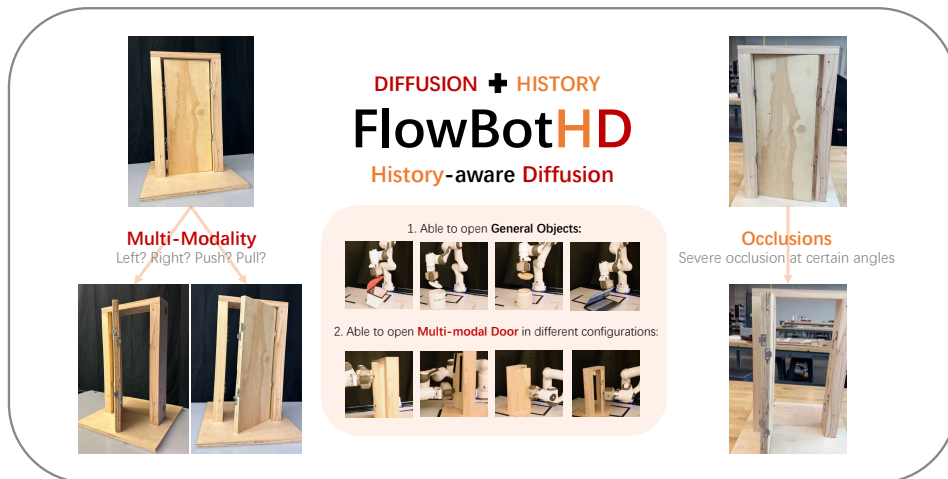 DIFFUSION + HISTORY
FlowBotHD
History-aware Diffusion
Multi-Modality
Left? Right? Push? Pull?
1. Able to open General Objects:
2. Able to open Multi-modal Door in different configurations:
Occlusions
Severe occlusion at certain angles